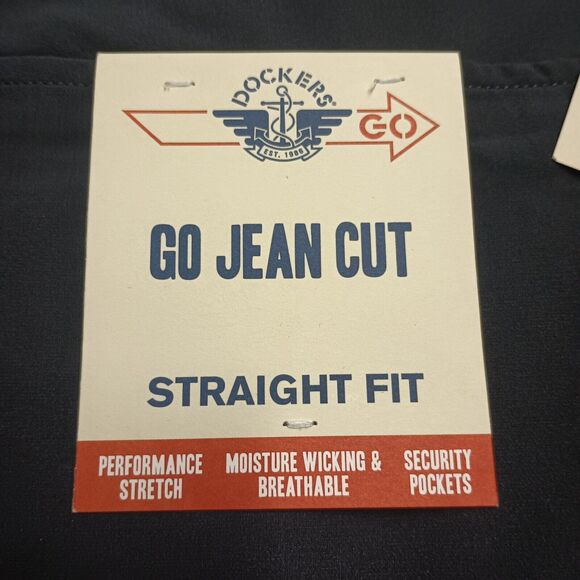 DOCKERS®
GO
EST. 1986
GO JEAN CUT
STRAIGHT FIT
PERFORMANCE
STRETCH
MOISTURE WICKING &
BREATHABLE
SECURITY
POCKETS